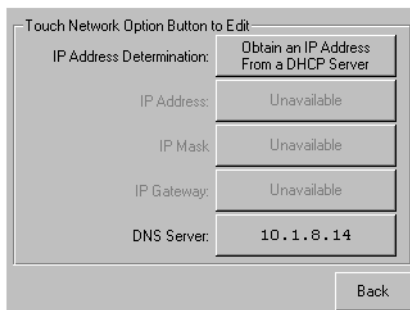 Touch Network Option Button to Edit
IP Address Determination: Obtain an IP Address
From a DHCP Server
IP Address: Unavailable
IP Mask Unavailable
IP Gateway: Unavailable
DNS Server: 10.1.8.14
Back